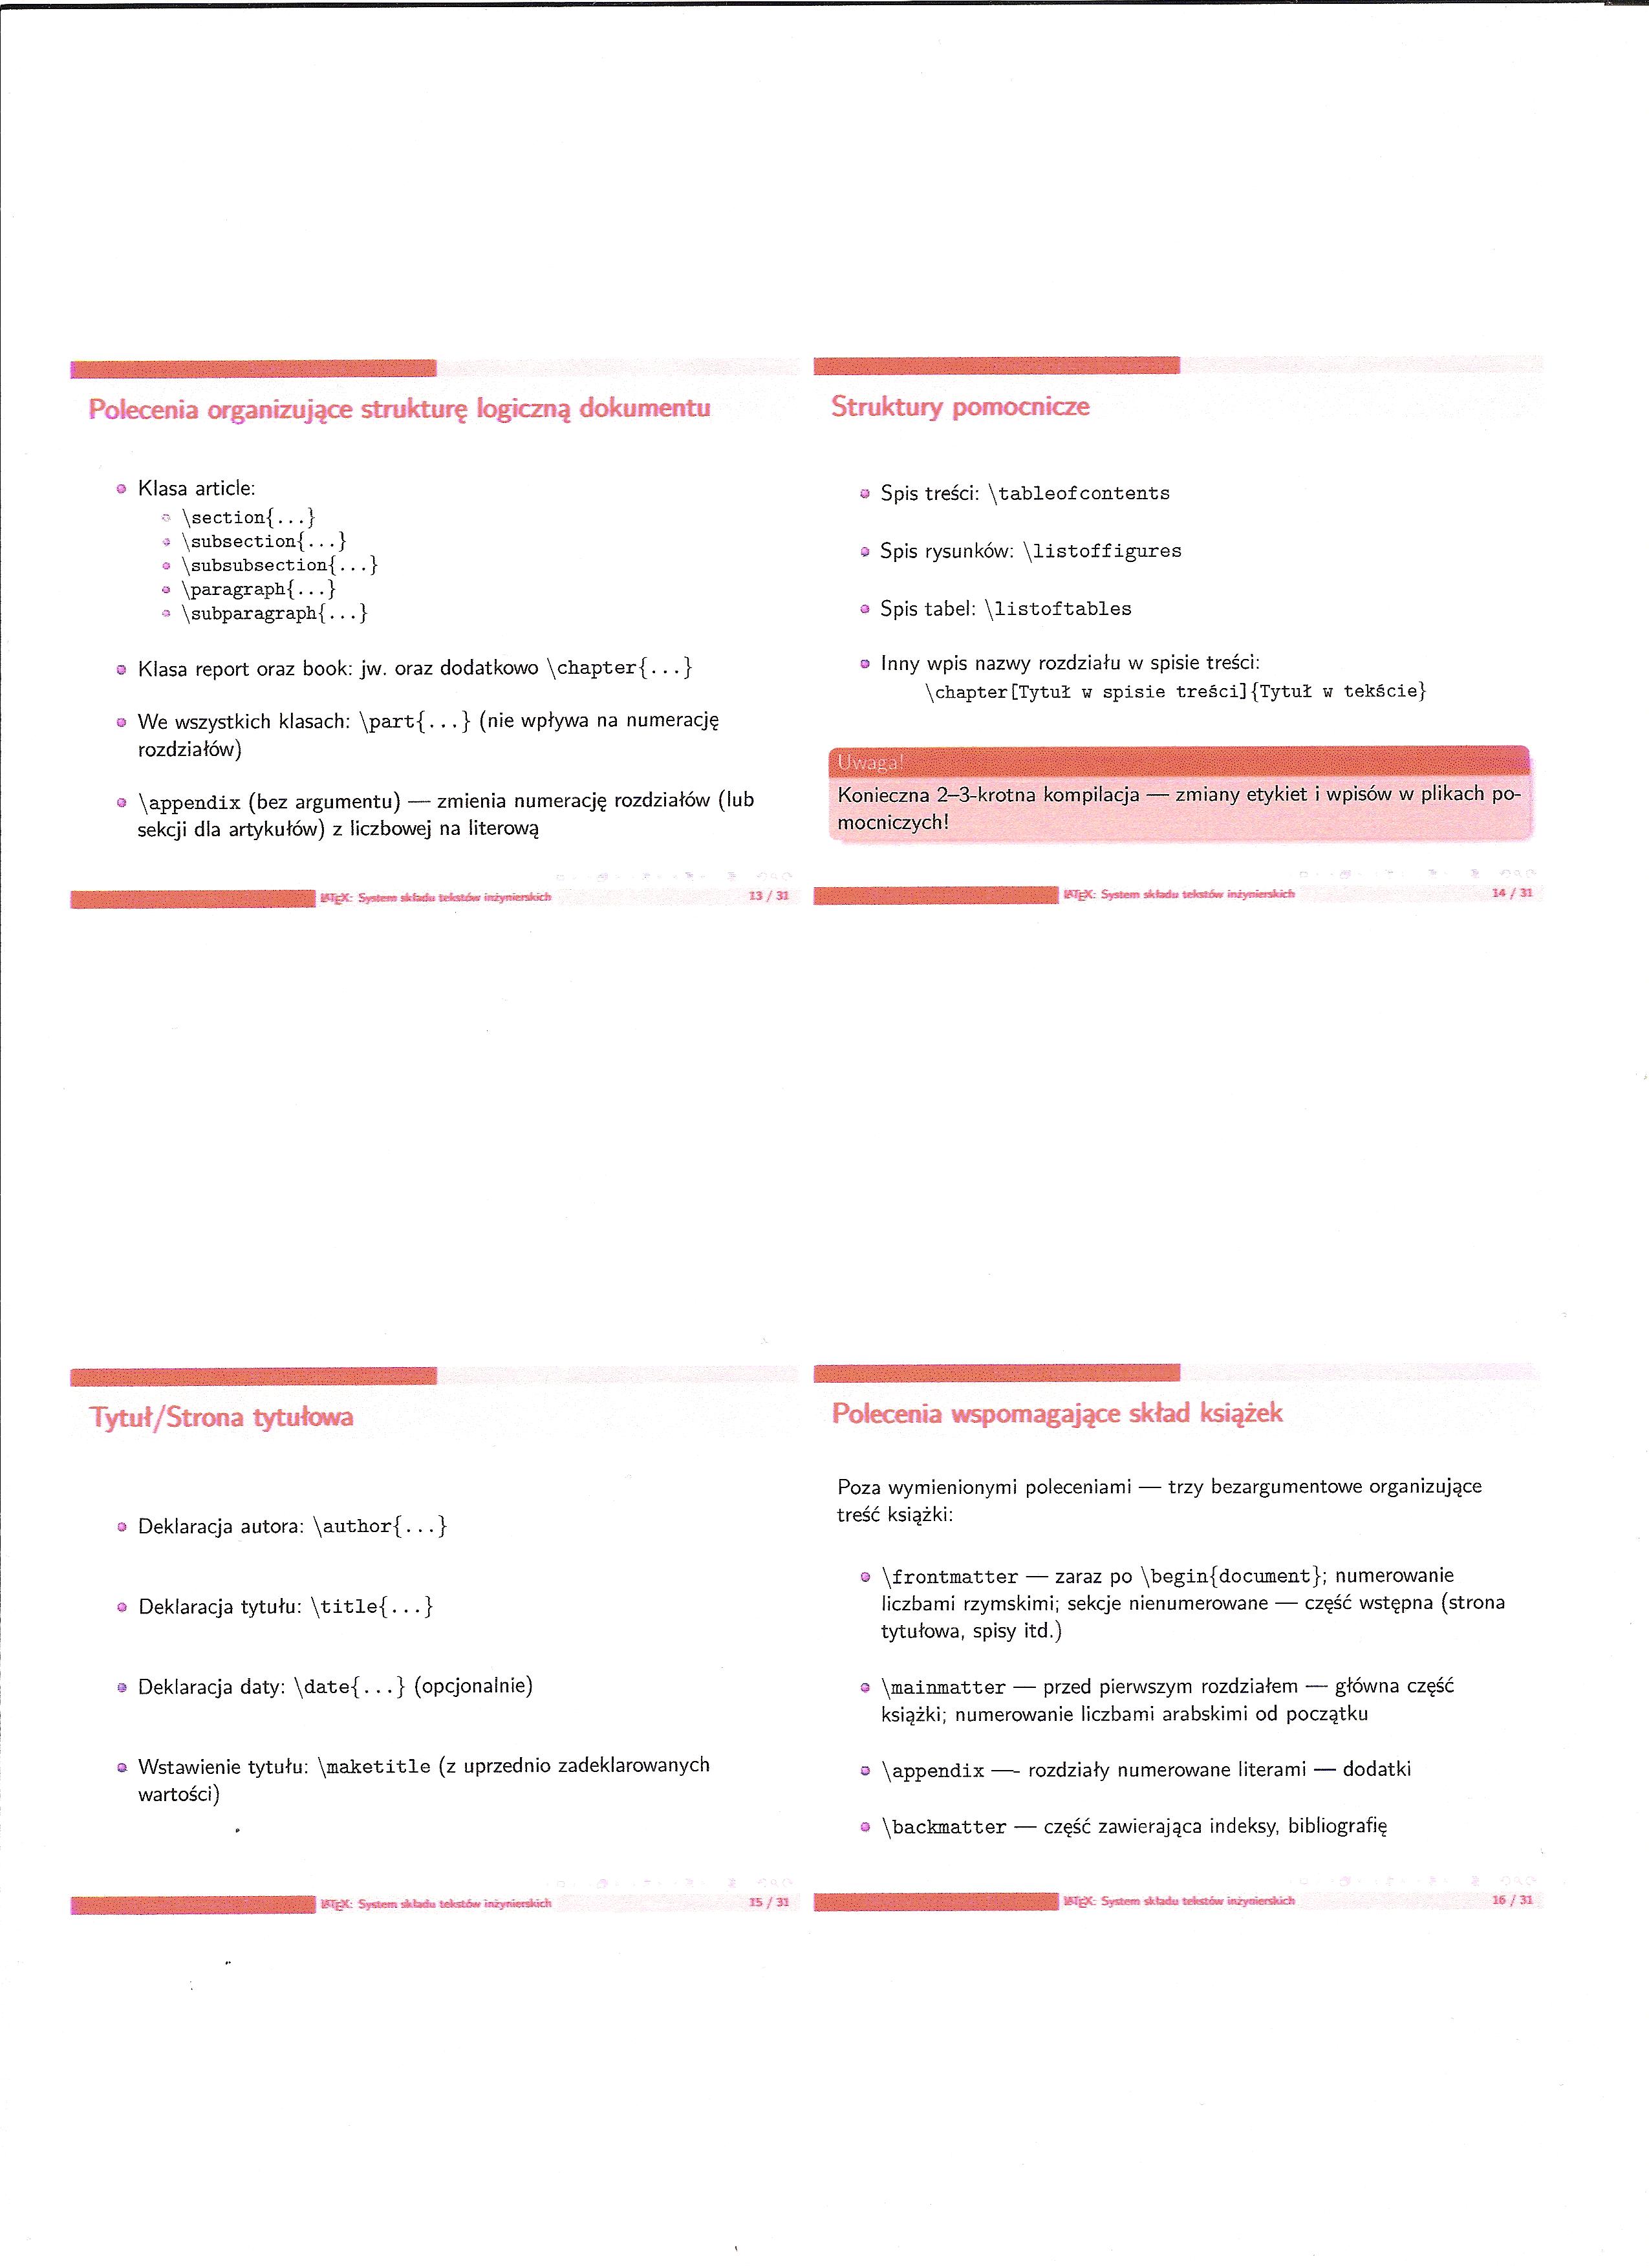 Polecenia organizujące strukturę logiczną dokumentu
Klasa article:
\section{...}
\subsection{...}
\subsubsection{...}
\paragraph{...}
\subparagraph{...}
Klasa report oraz book: jw. oraz dodatkowo \chapter{...}
We wszystkich klasach: \part{...} (nie wpływa na numerację
rozdziałów)
\appendix (bez argumentu) — zmienia numerację rozdziałów (lub
sekcji dla artykułów) z liczbowej na literową
LATEX: System składu tekstów inżynierskich 13 / 31
Struktury pomocnicze
Spis treści: \tableofcontents
Spis rysunków: \listoffigures
Spis tabel: \listoftables
Inny wpis nazwy rozdziału w spisie treści:
\chapter[Tytuł w spisie treści]{Tytuł w tekście}
Uwaga!
Konieczna 2–3-krotna kompilacja — zmiany etykiet i wpisów w plikach po-
mocniczych!
LATEX: System składu tekstów inżynierskich 14 / 31
Tytuł/Strona tytułowa
Deklaracja autora: \author{...}
Deklaracja tytułu: \title{...}
Deklaracja daty: \date{...} (opcjonalnie)
Wstawienie tytułu: \maketitle (z uprzednio zadeklarowanych
wartości)
LATEX: System składu tekstów inżynierskich 15 / 31
Polecenia wspomagające skład książek
Poza wymienionymi poleceniami — trzy bezargumentowe organizujące
treść książki:
\frontmatter — zaraz po \begin{document}; numerowanie
liczbami rzymskimi; sekcje nienumerowane — część wstępna (strona
tytułowa, spisy itd.)
\mainmatter — przed pierwszym rozdziałem — główna część
książki; numerowanie liczbami arabskimi od początku
\appendix —- rozdziały numerowane literami — dodatki
\backmatter — część zawierająca indeksy, bibliografię
LATEX: System składu tekstów inżynierskich 16 / 31